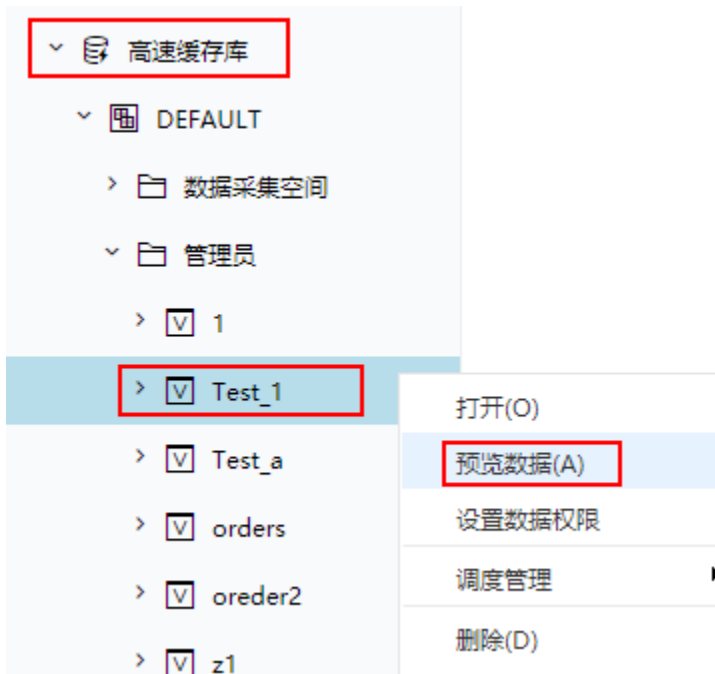 高速缓存库
DEFAULT
数据采集空间
管理员
1
Test_1
打开(O)
预览数据(A)
Test_a
设置数据权限
orders
调度管理
oreder2
删除(D)
z1